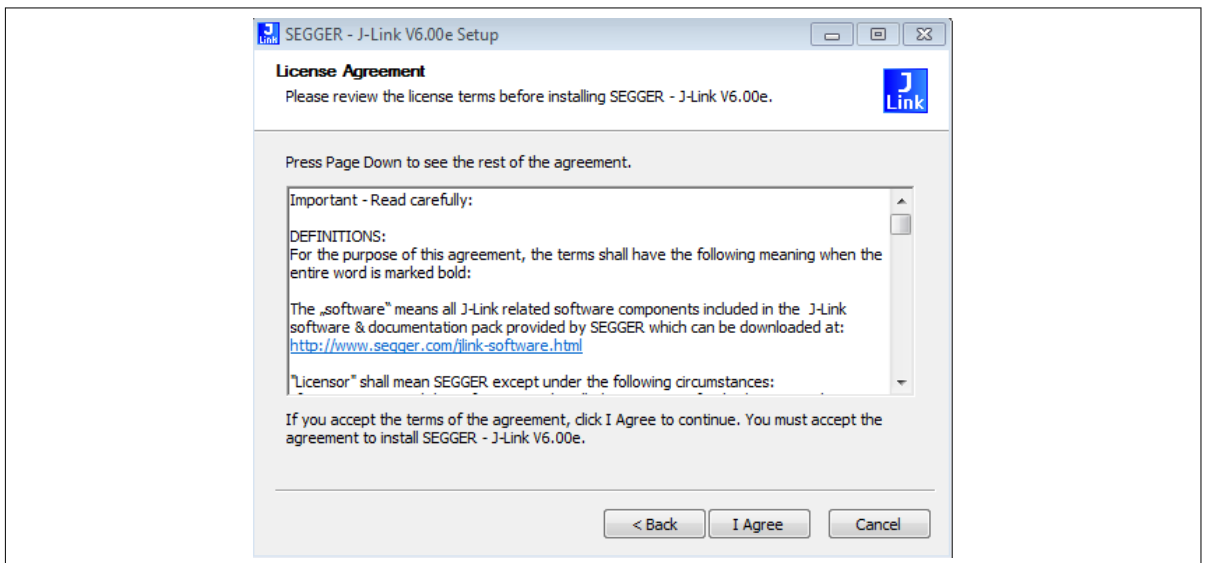 J
Link
SEGGER - J-Link V6.00e Setup
License Agreement
Please review the license terms before installing SEGGER - J-Link V6.00e.
J
Link
Press Page Down to see the rest of the agreement.
Important - Read carefully:
DEFINITIONS:
For the purpose of this agreement, the terms shall have the following meaning when the
entire word is marked bold:
The „software“ means all J-Link related software components included in the  J-Link
software & documentation pack provided by SEGGER which can be downloaded at:
http://www.segger.com/jlink-software.html
"Licensor" shall mean SEGGER except under the following circumstances:
If you accept the terms of the agreement, click I Agree to continue. You must accept the
agreement to install SEGGER - J-Link V6.00e.
< Back
I Agree
Cancel